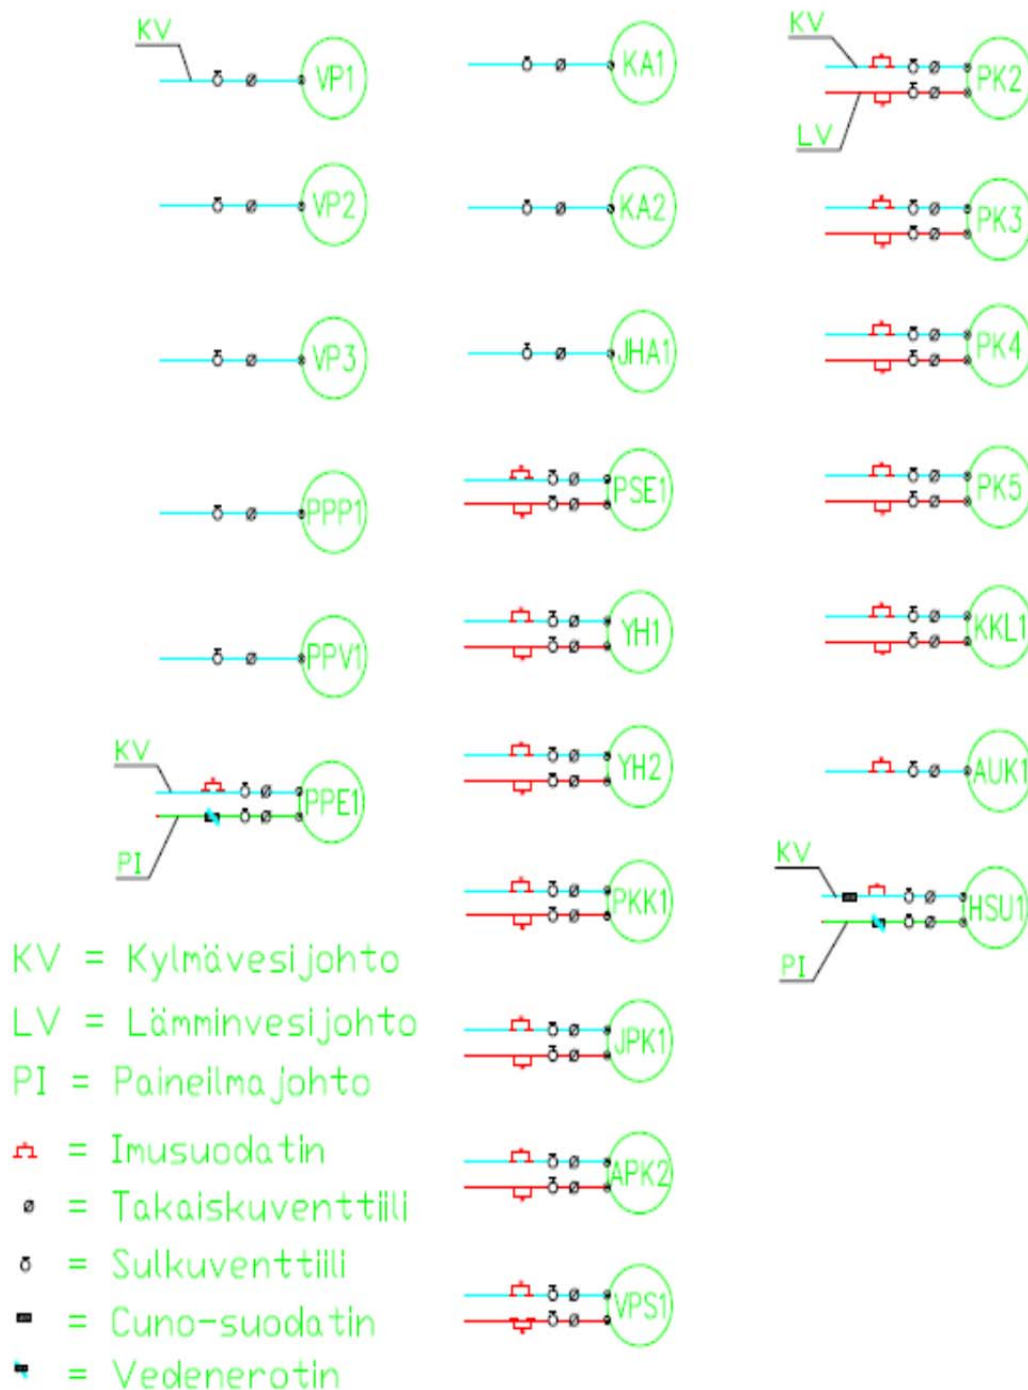 KV
VP1
VP2
VP3
PPP1
PPV1
KV
PPE1
PI
KV = Kylmävesijohto
LV = Lämminvesijohto
PI = Paineilmajohto
= Imusuodatin
= Takaiskuventtiili
= Sulkuventtiili
= Cuno-suodatin
= Vedenerotin
KA1
KA2
JHA1
PSE1
YH1
YH2
PKK1
JPK1
APK2
VPS1
KV
PK2
LV
PK3
PK4
PK5
KKL1
AUK1
KV
HSU1
PI